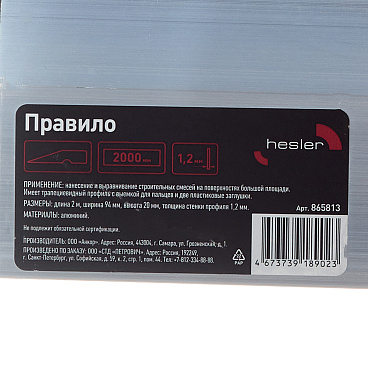 Правило
hesler
2000 мм
1,2 мм
ПРИМЕНЕНИЕ: нанесение и выравнивание строительных смесей на поверхностях большой площади.
Имеет трапециевидный профиль с выемкой для пальцев и две пластиковые заглушки.
РАЗМЕРЫ: длина 2 м, ширина 94 мм, высота 20 мм, толщина стенки профиля 1,2 мм.
МАТЕРИАЛЫ: алюминий.
Арт. 865813
Не подлежит обязательной сертификации.
ПРОИЗВОДИТЕЛЬ: ООО «Анкор». Адрес: Россия, 443004, г. Самара, ул. Грозненская, д. 1.
ПО ЗАКАЗУ: ООО «СТД «ПЕТРОВИЧ». Адрес: Россия, 192249,
г. Санкт-Петербург, ул. Софийская, д. 59, к. 2, стр. 1, пом. 34. Тел: +7-812-334-88-88.
PAP
4 673739 189023